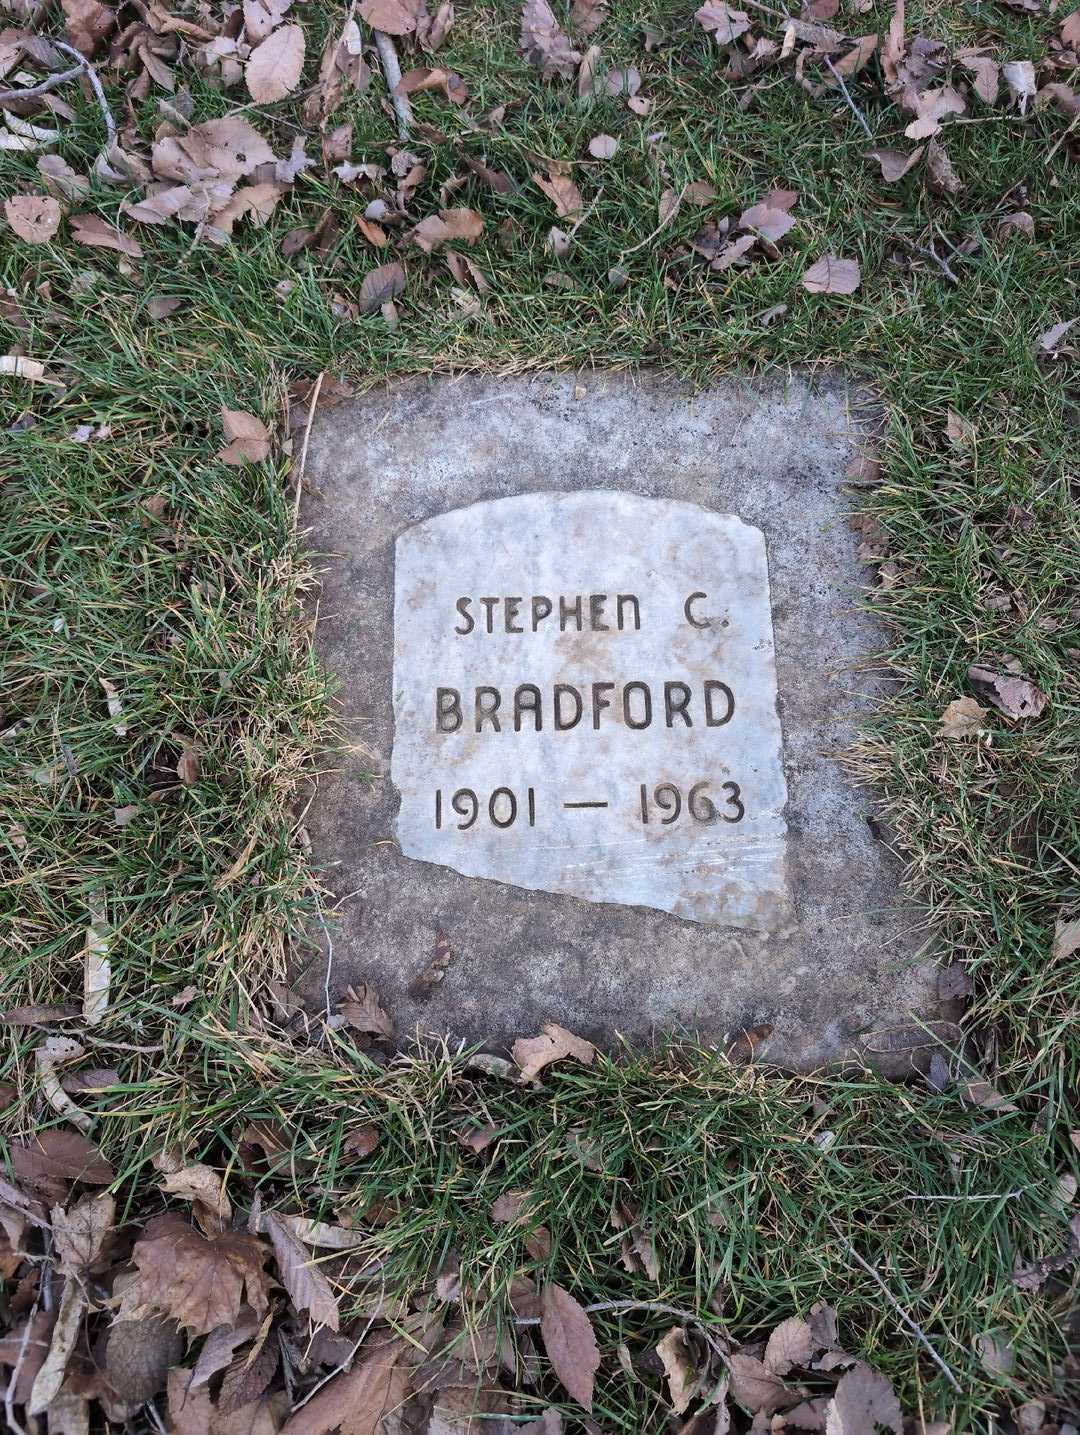 STEPHEN C.
BRADFORD
1901 — 1963